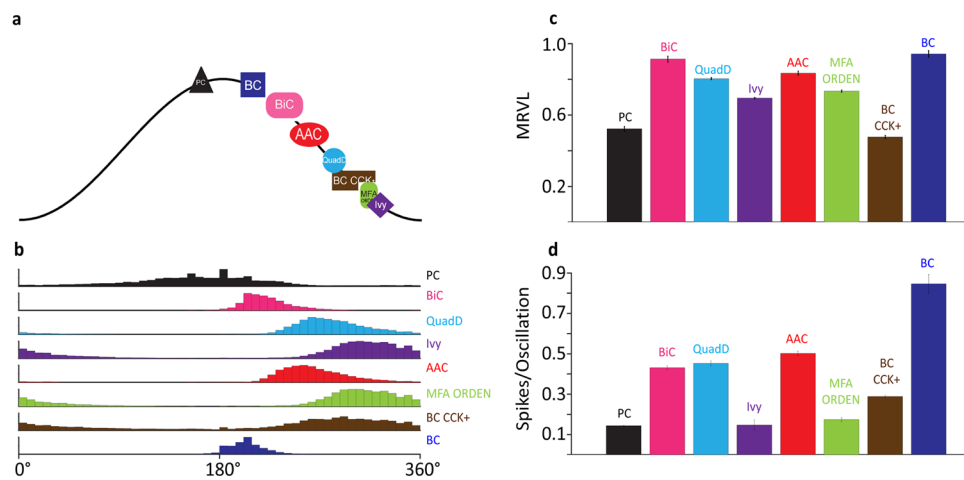 a
PC
BC
BiC
AAC
QuadD
BC CCK+
MFA
ORDEN
Ivy
b
PC
BiC
QuadD
Ivy
AAC
MFA ORDEN
BC CCK+
BC
0°
180°
360°
c
MRVL
1.0
0.6
0.2
PC
BiC
QuadD
Ivy
AAC
MFA
ORDEN
BC
CCK+
BC
d
Spikes/Oscillation
0.9
0.7
0.5
0.3
0.1
PC
BiC
QuadD
Ivy
AAC
MFA
ORDEN
BC
CCK+
BC